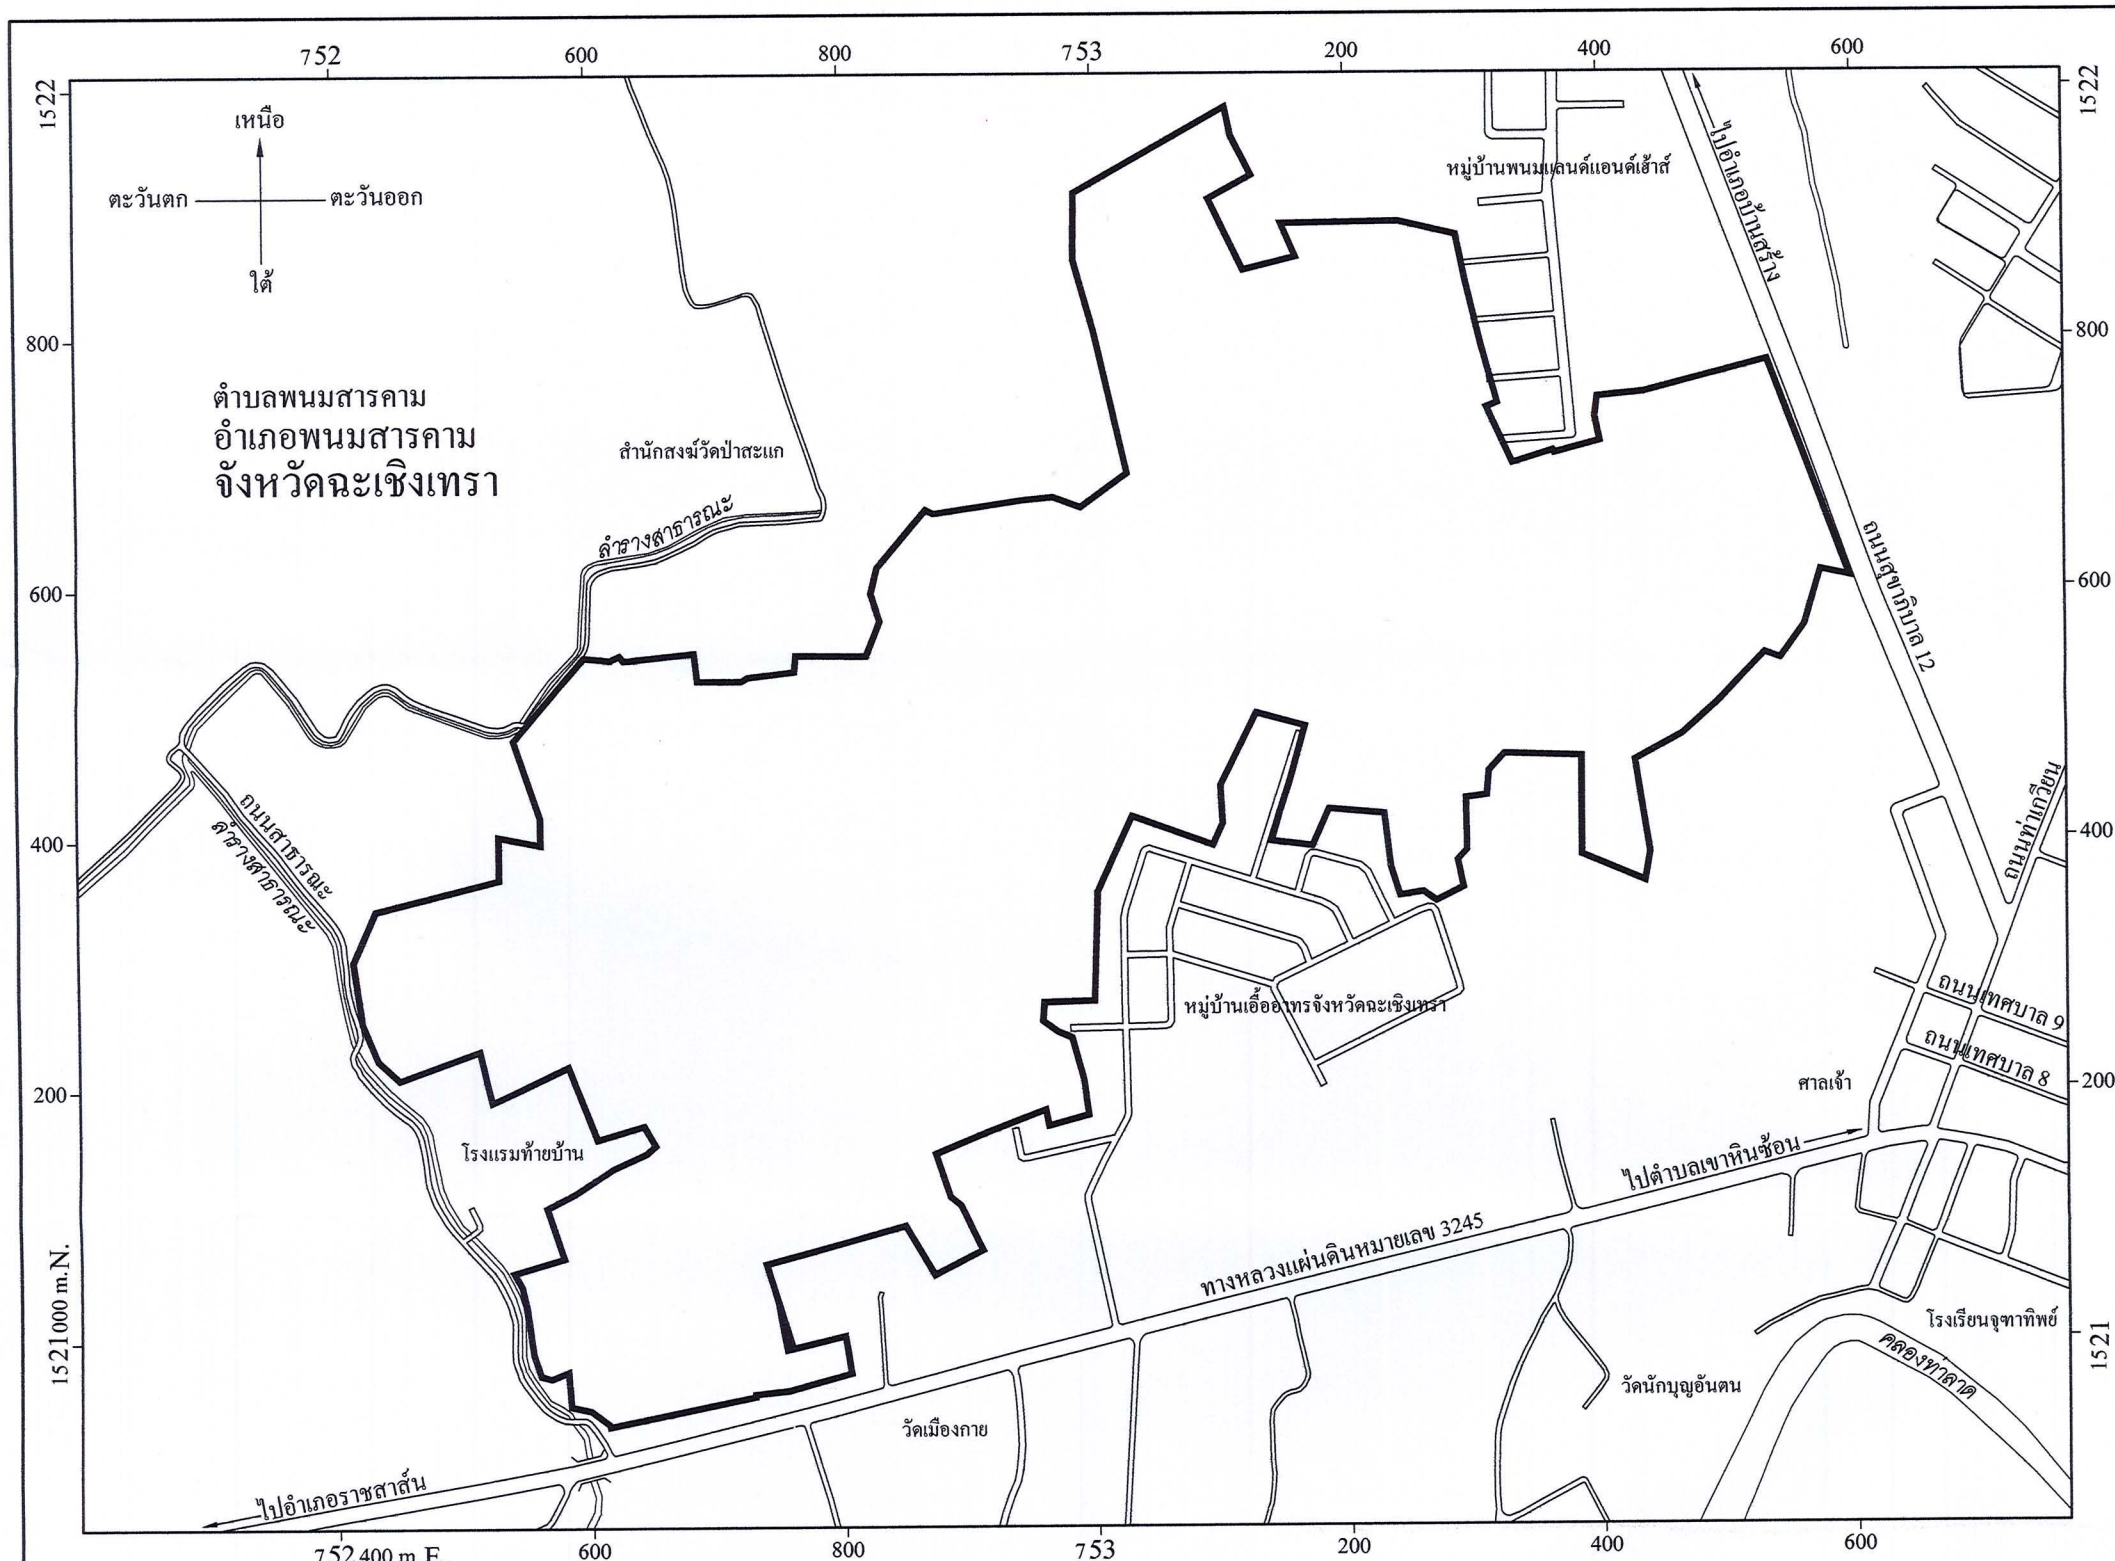 752 600 800 753 200 400 600
1522
1522
เหนือ
ตะวันตก
ตะวันออก
ใต้
หมู่บ้านพนมแลนด์แอนด์เฮ้าส์
ไปอำเภอบ้านสร้าง
800
800
ตำบลพนมสารคาม
อำเภอพนมสารคาม
จังหวัดฉะเชิงเทรา
สำนักสงฆ์วัดป่าสะแก
ลำรางสาธารณะ
ถนนสุขาภิบาล 12
600
600
ถนนสาธารณะ
ลำรางสาธารณะ
ถนนท่าเกวียน
400
400
หมู่บ้านเอื้ออาทรจังหวัดฉะเชิงเทรา
ถนนเทศบาล 9
ถนนเทศบาล 8
ศาลเจ้า
200
200
โรงแรมท้ายบ้าน
ไปตำบลเขาหินซ้อน
ทางหลวงแผ่นดินหมายเลข 3245
1521000 m.N.
1521
โรงเรียนจุฑาทิพย์
คลองท่าลาด
วัดนักบุญอันตน
วัดเมืองกาย
ไปอำเภอราชสาส์น
752400 m.E. 600 800 753 200 400 600